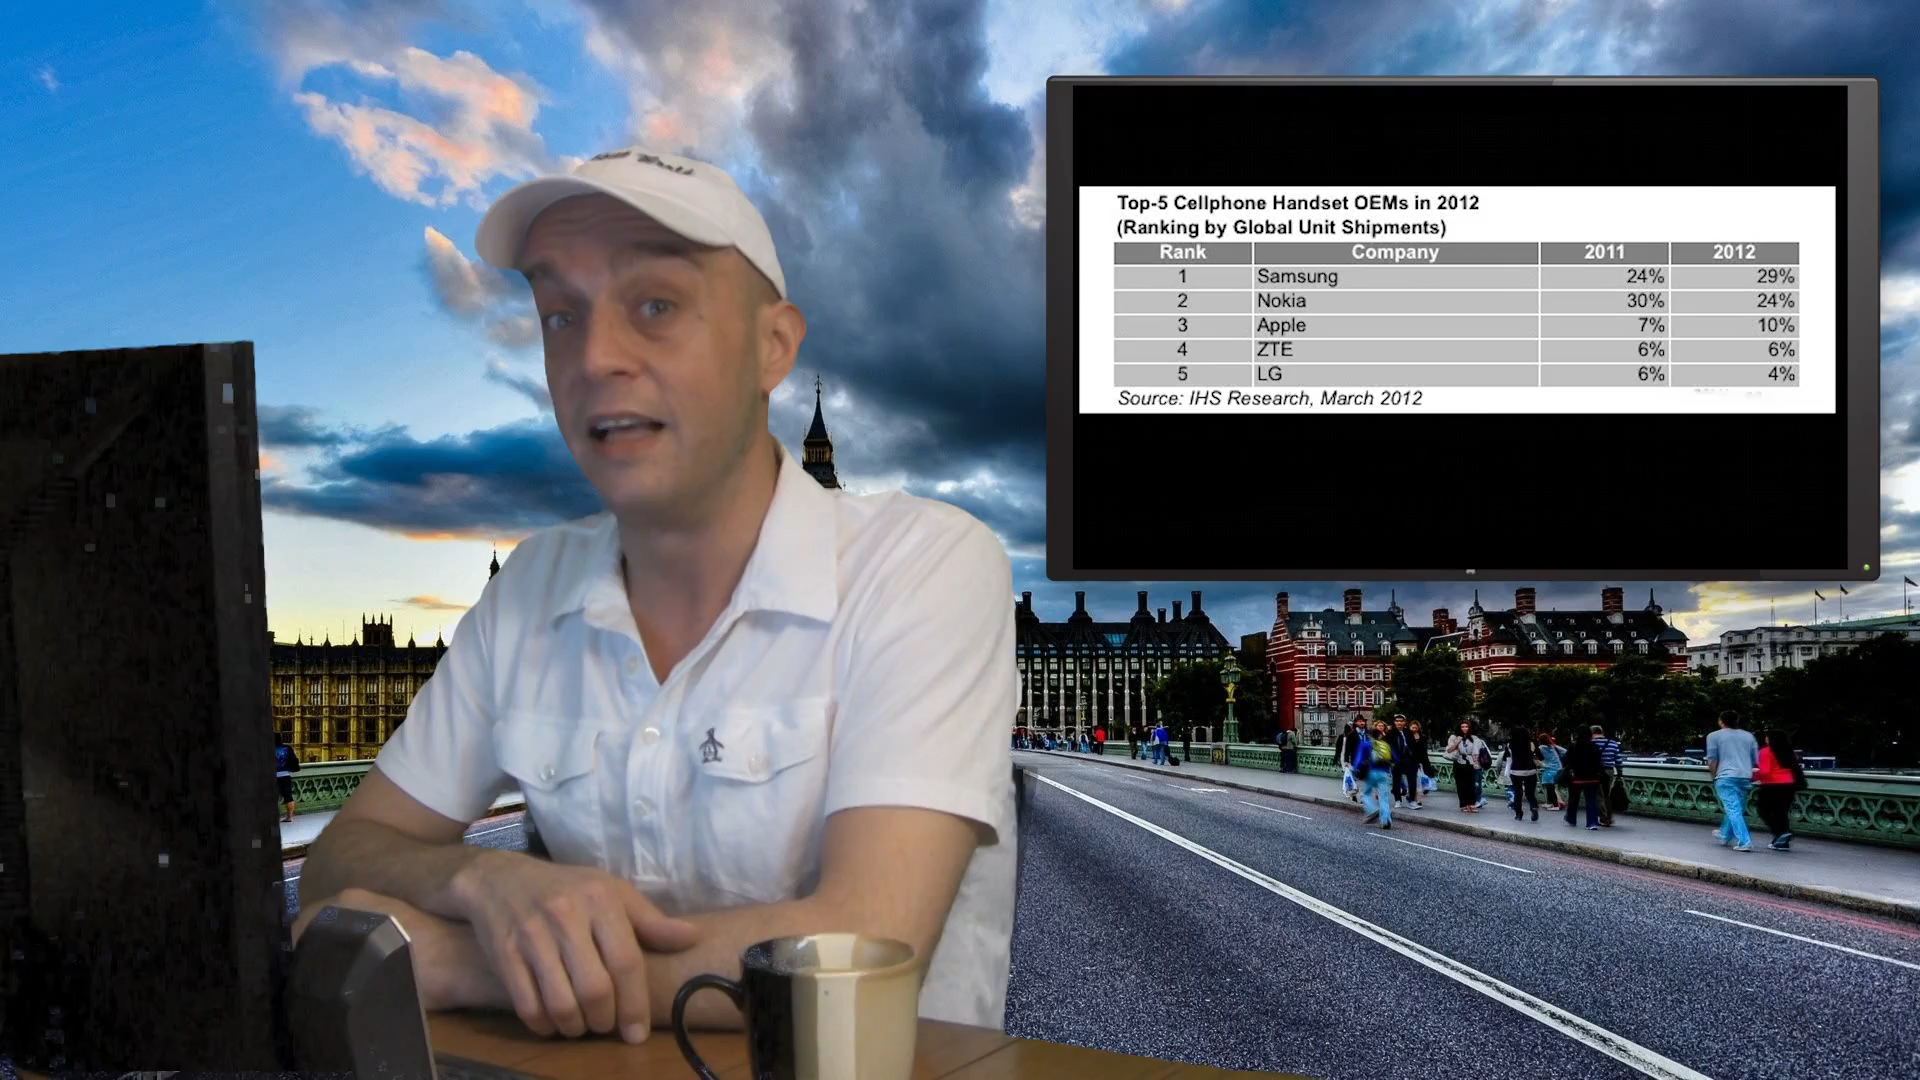 Top-5 Cellphone Handset OEMs in 2012
(Ranking by Global Unit Shipments)
Rank Company 2011 2012
1 Samsung 24% 29%
2 Nokia 30% 24%
3 Apple 7% 10%
4 ZTE 6% 6%
5 LG 6% 4%
Source: IHS Research, March 2012